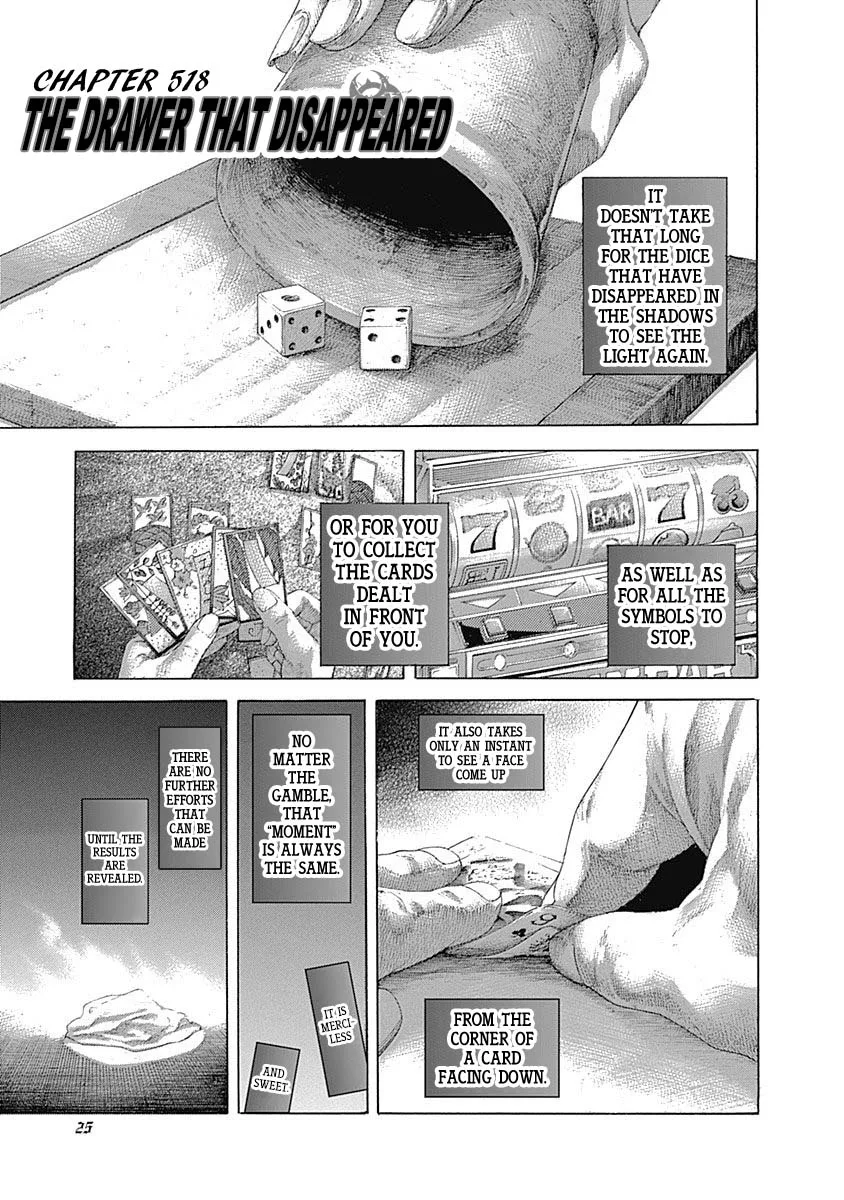 CHAPTER 518
THE DRAWER THAT DISAPPEARED
IT
DOESN'T TAKE
THAT LONG
FOR THE DICE
THAT HAVE
DISAPPEARED IN
THE SHADOWS
TO SEE THE
LIGHT AGAIN.
7
BAR
7
AS WELL AS
FOR ALL THE
SYMBOLS TO
STOP,
OR FOR YOU
TO COLLECT
THE CARDS
DEALT
IN FRONT
OF YOU.
IT ALSO TAKES
ONLY AN INSTANT
TO SEE A FACE
COME UP
FROM THE
CORNER OF
A CARD
FACING DOWN.
NO
MATTER
THE
GAMBLE,
THAT
"MOMENT"
IS ALWAYS
THE SAME.
IT IS
MERCI-
LESS
AND
SWEET.
THERE
ARE NO
FURTHER
EFFORTS
THAT
CAN BE
MADE
UNTIL THE
RESULTS
ARE
REVEALED.
25